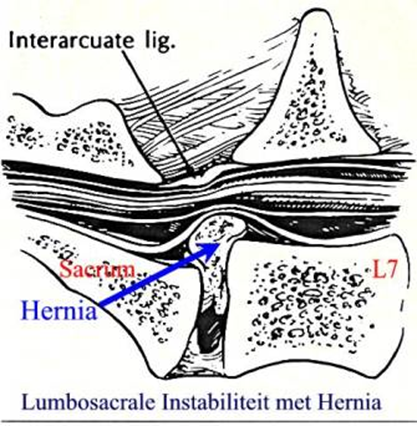 Interarcuate lig.
Sacrum
L7
Hernia
Lumbosacrale Instabiliteit met Hernia